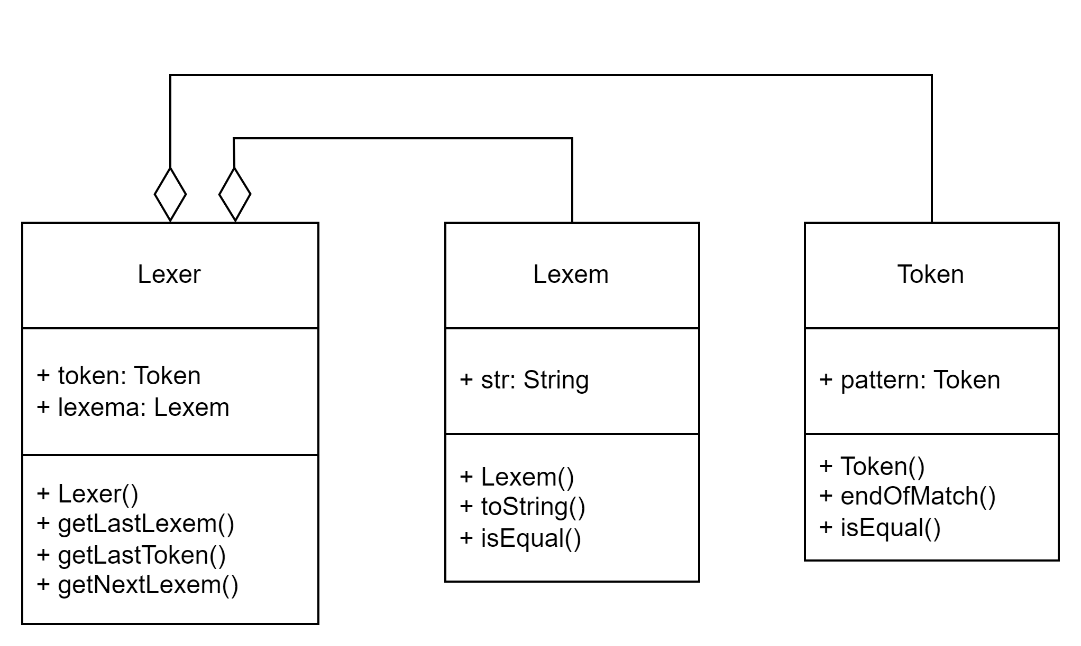 Lexer
+ token: Token
+ lexema: Lexem
+ Lexer()
+ getLastLexem()
+ getLastToken()
+ getNextLexem()
Lexem
+ str: String
+ Lexem()
+ toString()
+ isEqual()
Token
+ pattern: Token
+ Token()
+ endOfMatch()
+ isEqual()